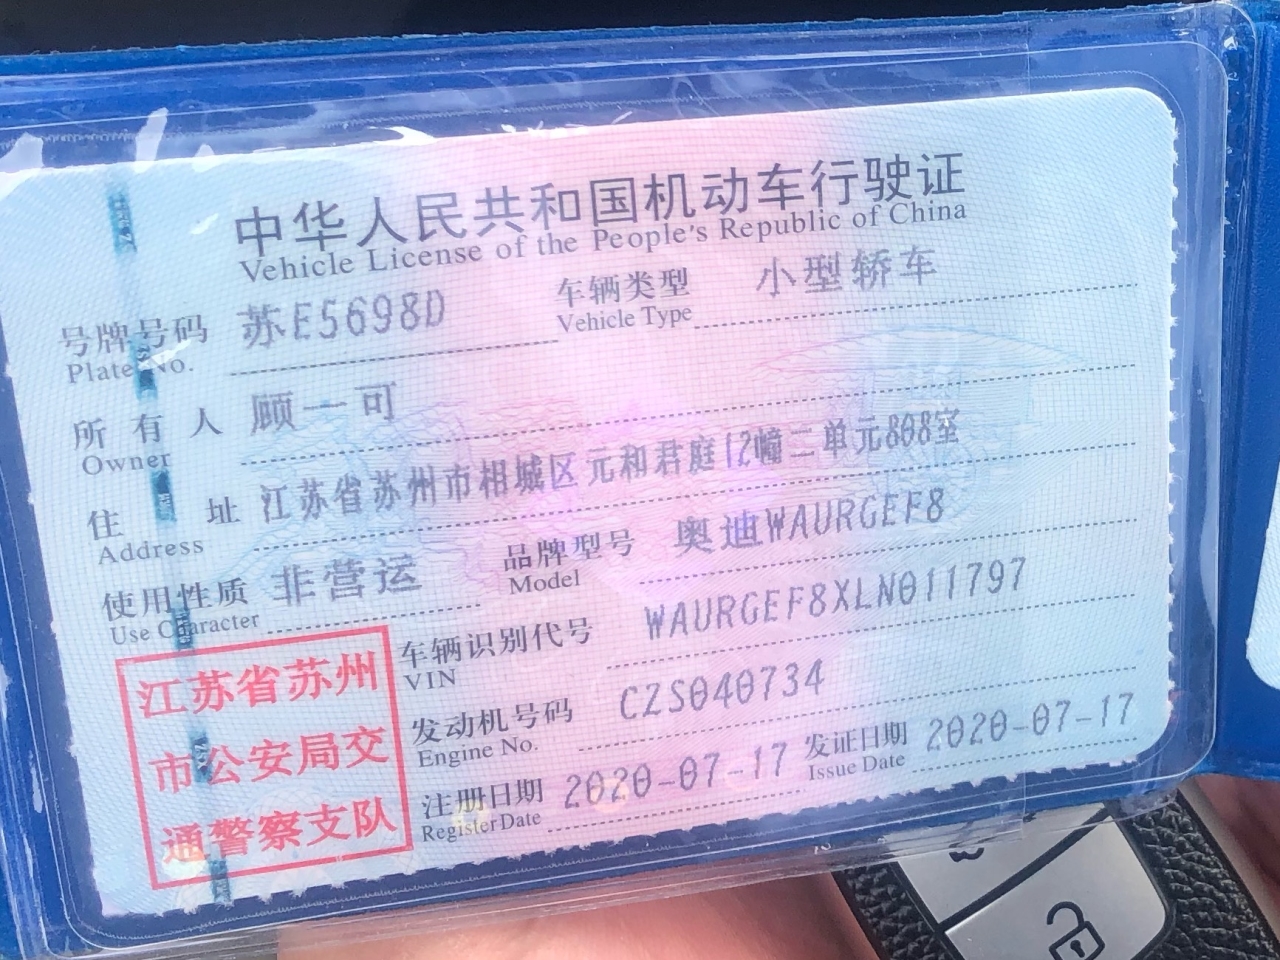 中华人民共和国机动车行驶证
Vehicle License of the People's Republic of China
号牌号码 苏E5698D 车辆类型 小型轿车
Plate No. Vehicle Type
所有人 顾一可
Owner
住址 江苏省苏州市相城区元和君庭12幢二单元808室
Address
使用性质 非营运 品牌型号 奥迪WAURGEF8
Use Character Model
车辆识别代号 WAURGEF8XLN011797
VIN
发动机号码 CZS040734
Engine No.
注册日期 2020-07-17 发证日期 2020-07-17
Register Date Issue Date
江苏省苏州
市公安局交
通警察支队